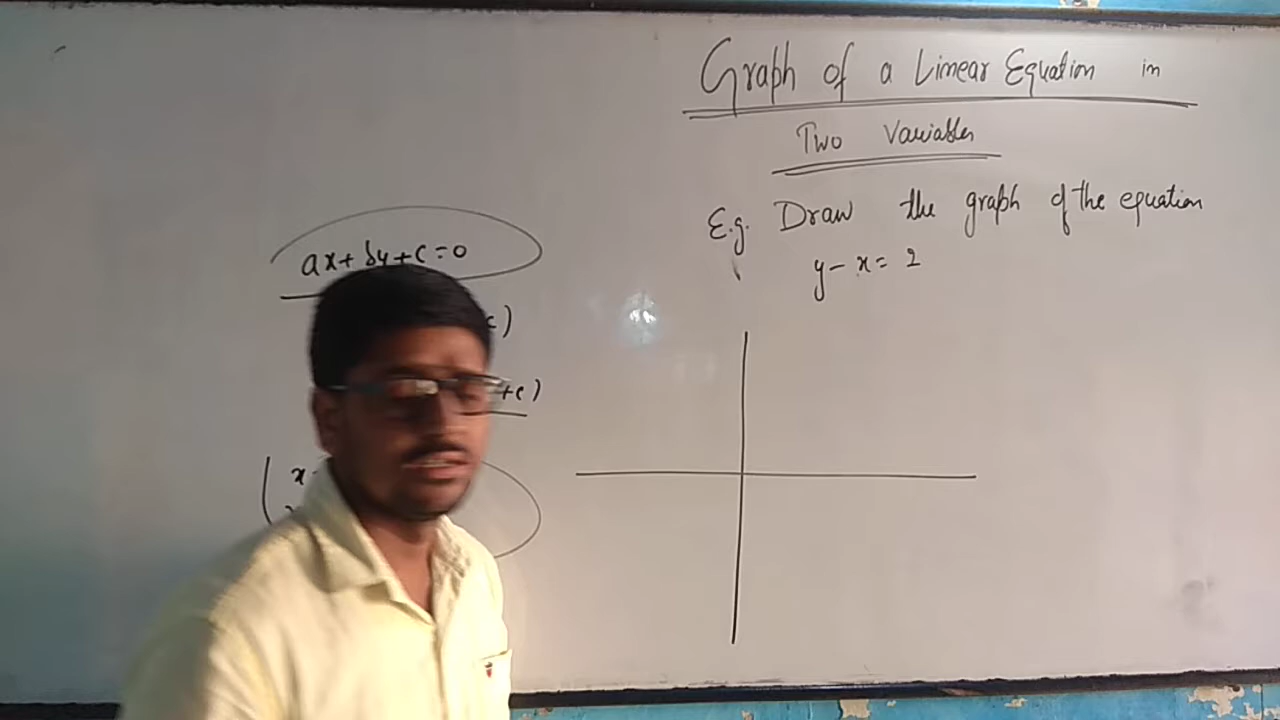 Graph of a Linear Equation in
Two Variables
E.g. Draw the graph of the equation
y - x = 2
ax + by + c = 0
c)
+c)
x